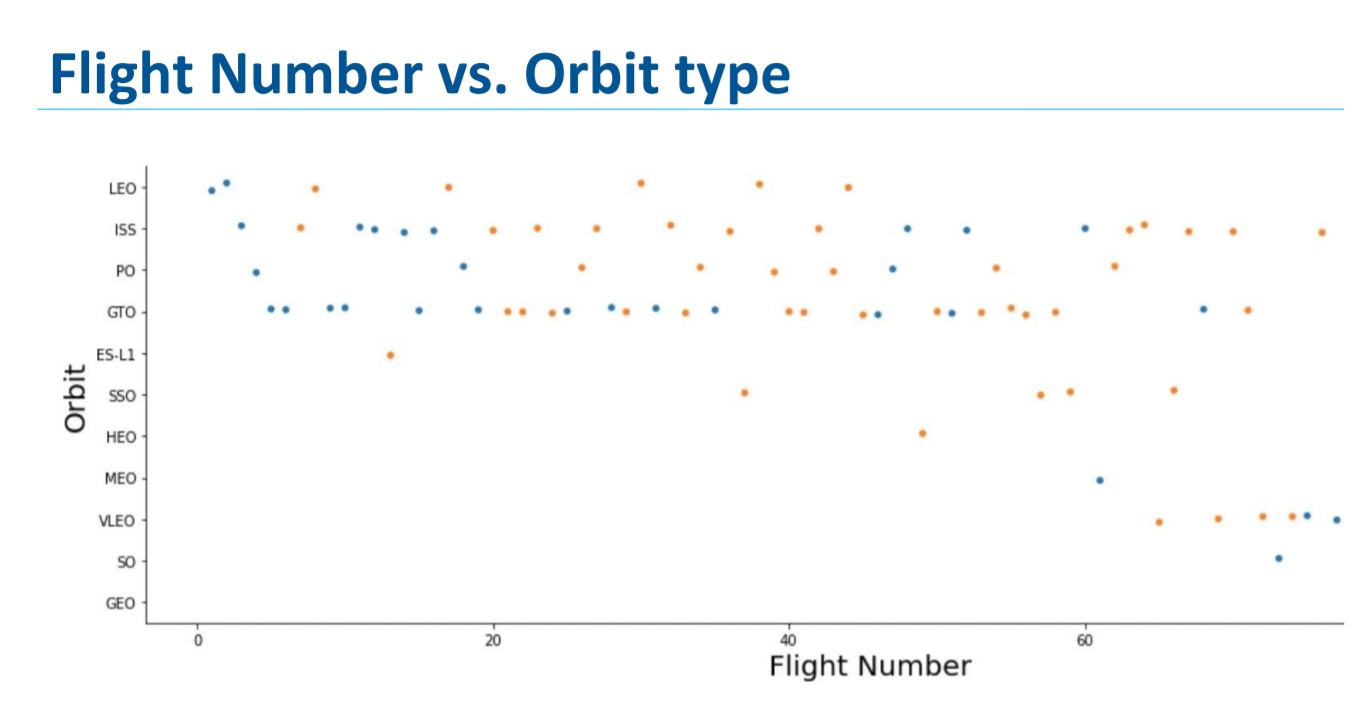 Flight Number vs. Orbit type
LEO
ISS
PO
GTO
ES-L1
SSO
HEO
MEO
VLEO
SO
GEO
Orbit
0 20 40 60
Flight Number